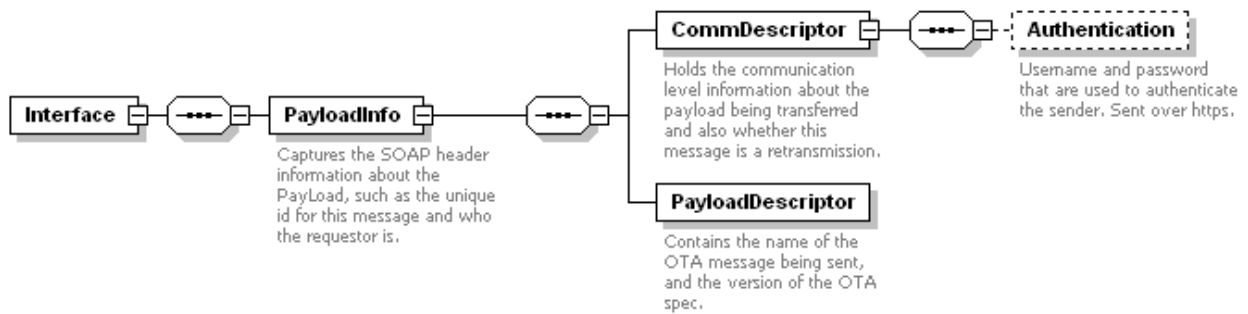 Interface
PayloadInfo
Captures the SOAP header
information about the
PayLoad, such as the unique
id for this message and who
the requestor is.
CommDescriptor
Holds the communication
level information about the
payload being transferred
and also whether this
message is a retransmission.
Authentication
Username and password
that are used to authenticate
the sender. Sent over https.
PayloadDescriptor
Contains the name of the
OTA message being sent,
and the version of the OTA
spec.